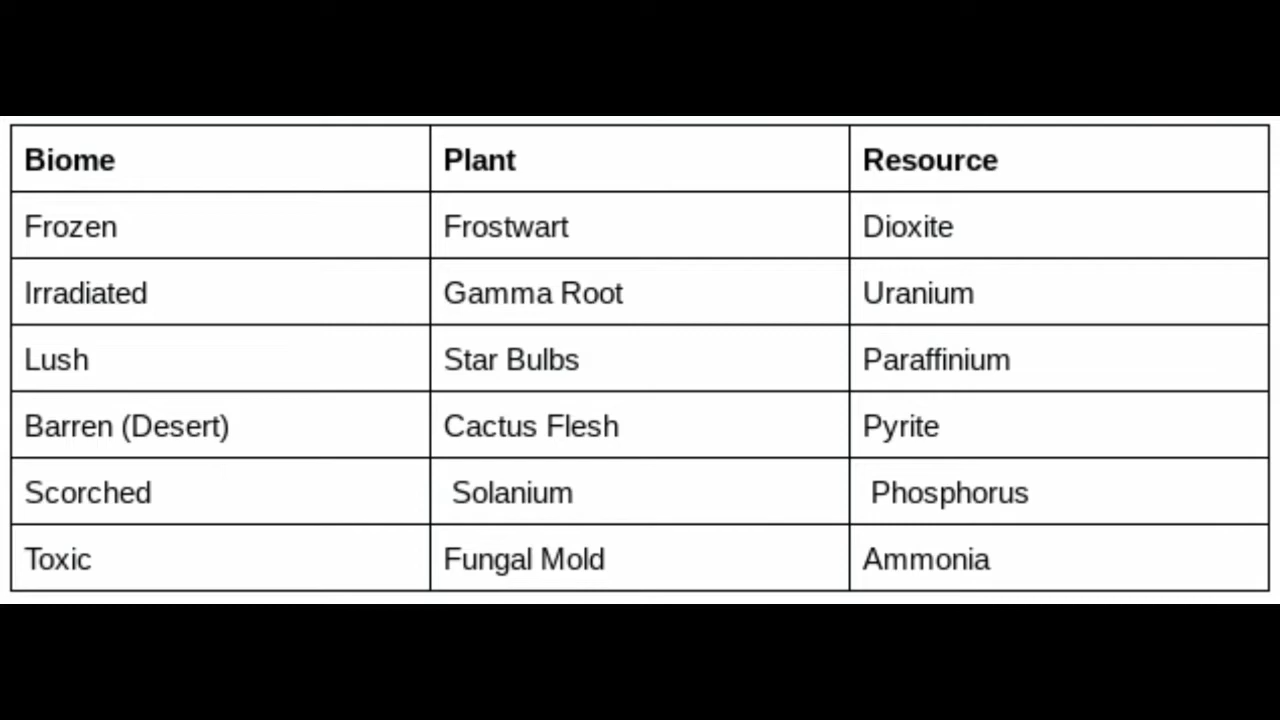 Biome Plant Resource
Frozen Frostwart Dioxite
Irradiated Gamma Root Uranium
Lush Star Bulbs Paraffinium
Barren (Desert) Cactus Flesh Pyrite
Scorched Solanium Phosphorus
Toxic Fungal Mold Ammonia